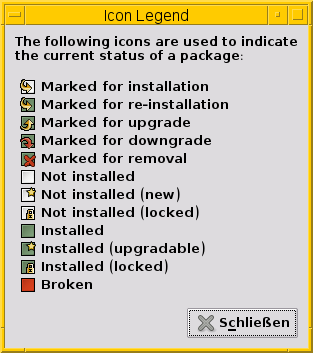 Icon Legend
The following icons are used to indicate
the current status of a package:
Marked for installation
Marked for re-installation
Marked for upgrade
Marked for downgrade
Marked for removal
Not installed
Not installed (new)
Not installed (locked)
Installed
Installed (upgradable)
Installed (locked)
Broken
Schließen